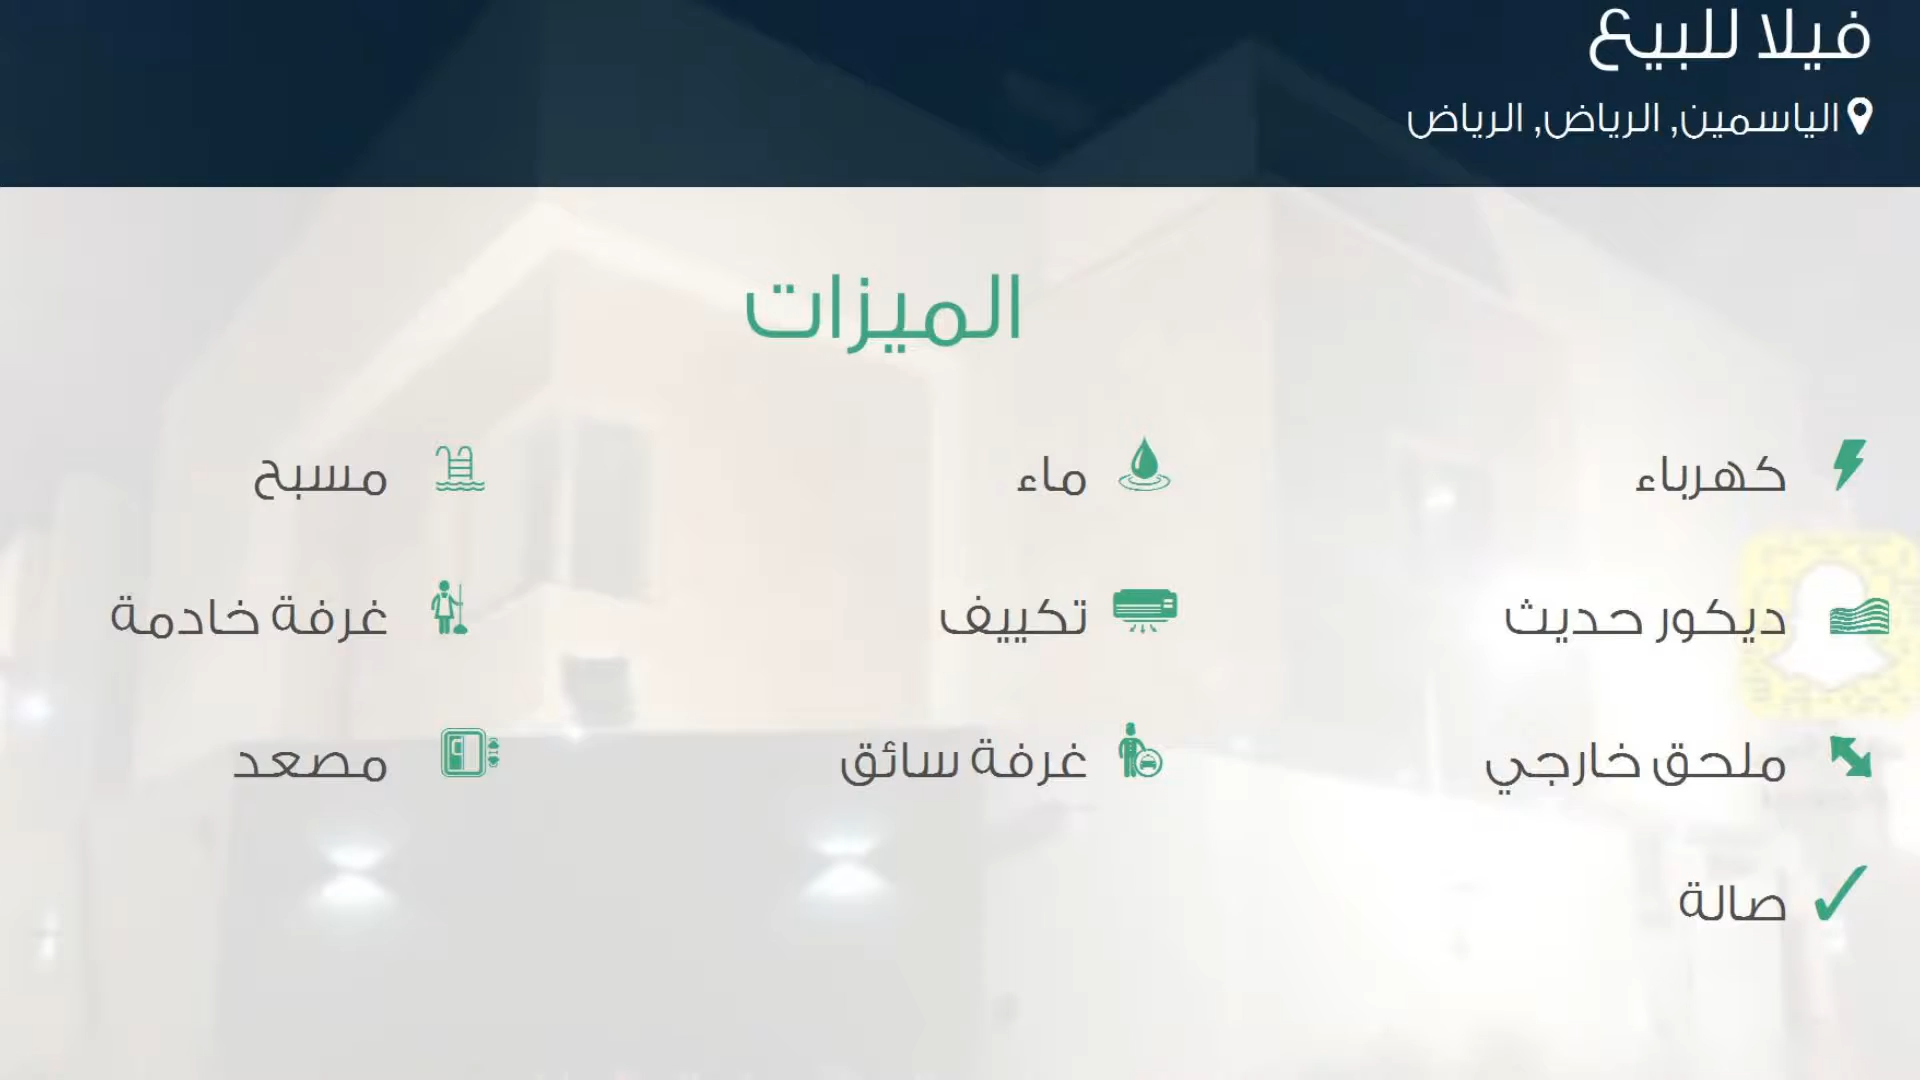 فيلا للبيع
الياسمين, الرياض, الرياض
الميزات
كهرباء
ماء
مسبح
ديكور حديث
تكييف
غرفة خادمة
ملحق خارجي
غرفة سائق
مصعد
صالة